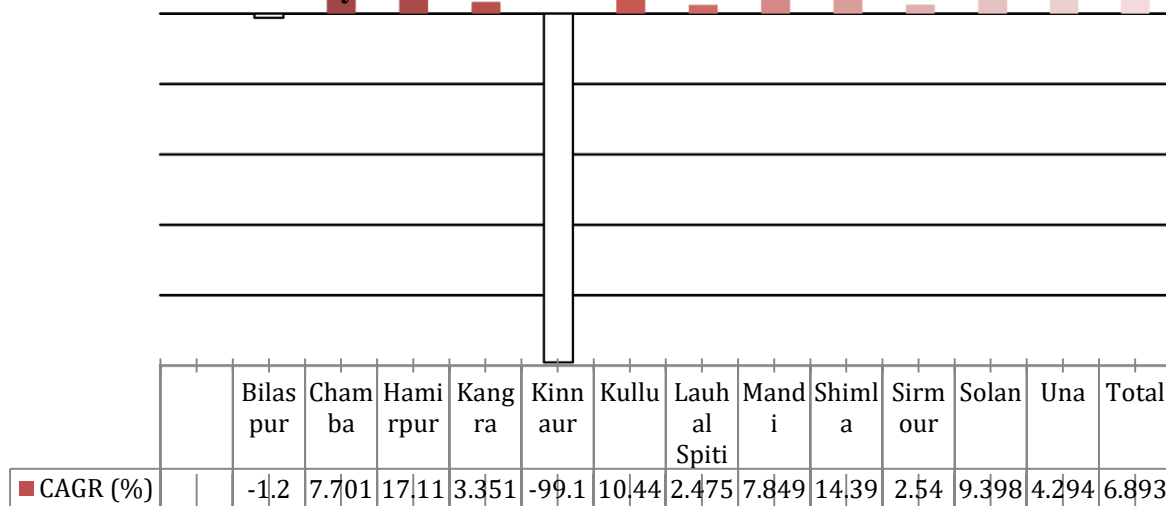 Bilas Cham Hami Kang Kinn Kullu Lauh Mand Shiml Sirm Solan Una Total
pur ba rpur ra aur al i a our
Spiti
CAGR (%) -1.2 7.701 17.11 3.351 -99.1 10.44 2.475 7.849 14.39 2.54 9.398 4.294 6.893